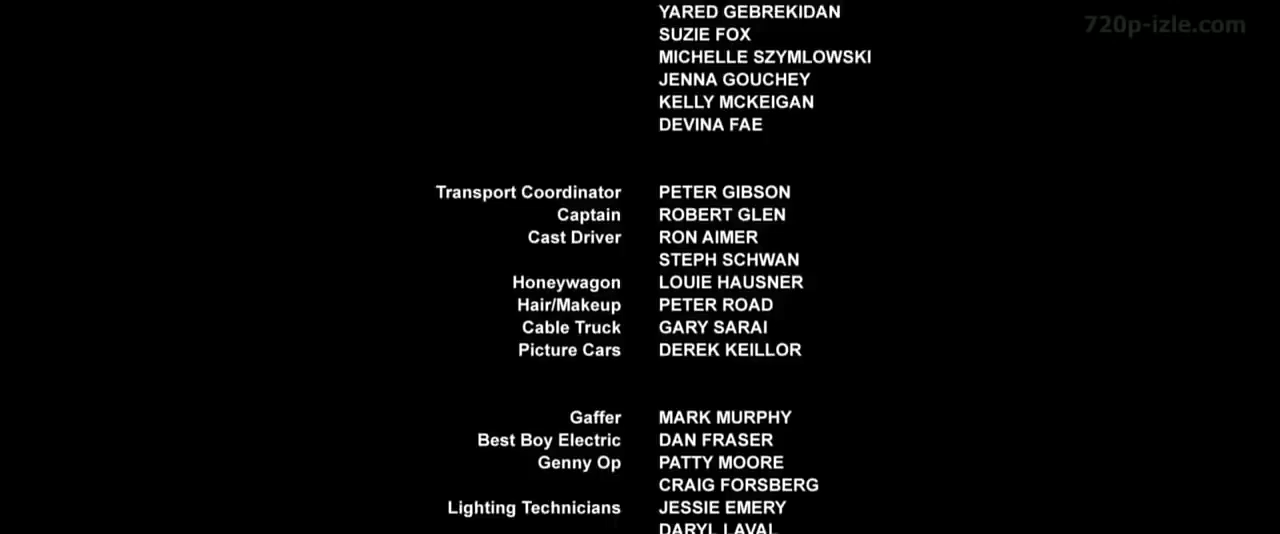 720p-izle.com
YARED GEBREKIDAN
SUZIE FOX
MICHELLE SZYMLOWSKI
JENNA GOUCHEY
KELLY MCKEIGAN
DEVINA FAE
Transport Coordinator PETER GIBSON
Captain ROBERT GLEN
Cast Driver RON AIMER
STEPH SCHWAN
Honeywagon LOUIE HAUSNER
Hair/Makeup PETER ROAD
Cable Truck GARY SARAI
Picture Cars DEREK KEILLOR
Gaffer MARK MURPHY
Best Boy Electric DAN FRASER
Genny Op PATTY MOORE
CRAIG FORSBERG
Lighting Technicians JESSIE EMERY
DARYL LAVAL